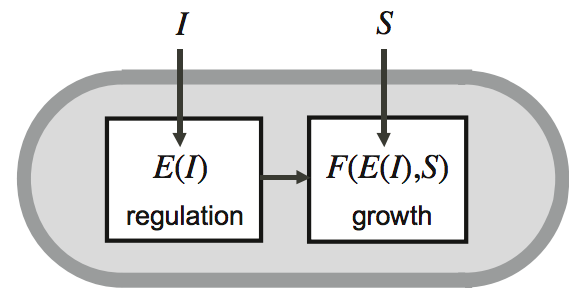 I
S
E(I)
regulation
F(E(I),S)
growth